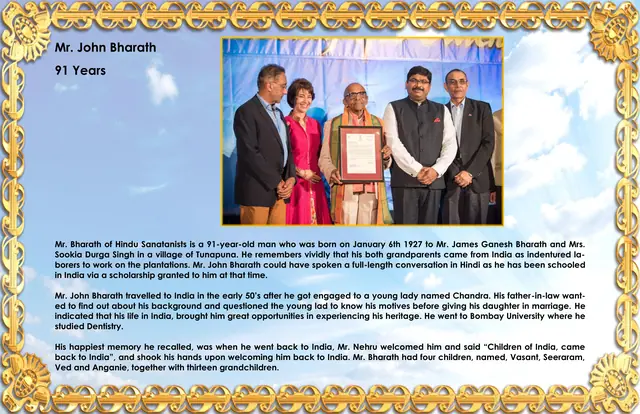 Mr. John Bharath
91 Years
Mr. Bharath of Hindu Sanatanists is a 91-year-old man who was born on January 6th 1927 to Mr. James Ganesh Bharath and Mrs.
Sookia Durga Singh in a village of Tunapuna. He remembers vividly that his both grandparents came from India as indentured la-
borers to work on the plantations. Mr. John Bharath could have spoken a full-length conversation in Hindi as he has been schooled
in India via a scholarship granted to him at that time.
Mr. John Bharath travelled to India in the early 50's after he got engaged to a young lady named Chandra. His father-in-law want-
ed to find out about his background and questioned the young lad to know his motives before giving his daughter in marriage. He
indicated that his life in India, brought him great opportunities in experiencing his heritage. He went to Bombay University where he
studied Dentistry.
His happiest memory he recalled, was when he went back to India, Mr. Nehru welcomed him and said “Children of India, came
back to India”, and shook his hands upon welcoming him back to India. Mr. Bharath had four children, named, Vasant, Seeraram,
Ved and Anganie, together with thirteen grandchildren.